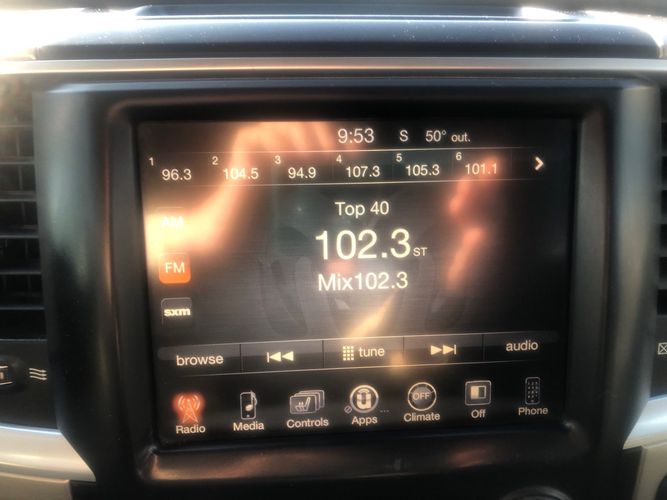 9:53 S 50° out.
1 96.3 2 104.5 3 94.9 4 107.3 5 105.3 6 101.1
Top 40
AM
102.3 ST
FM
Mix102.3
sxm
browse tune audio
OFF
Radio Media Controls Apps Climate Off Phone